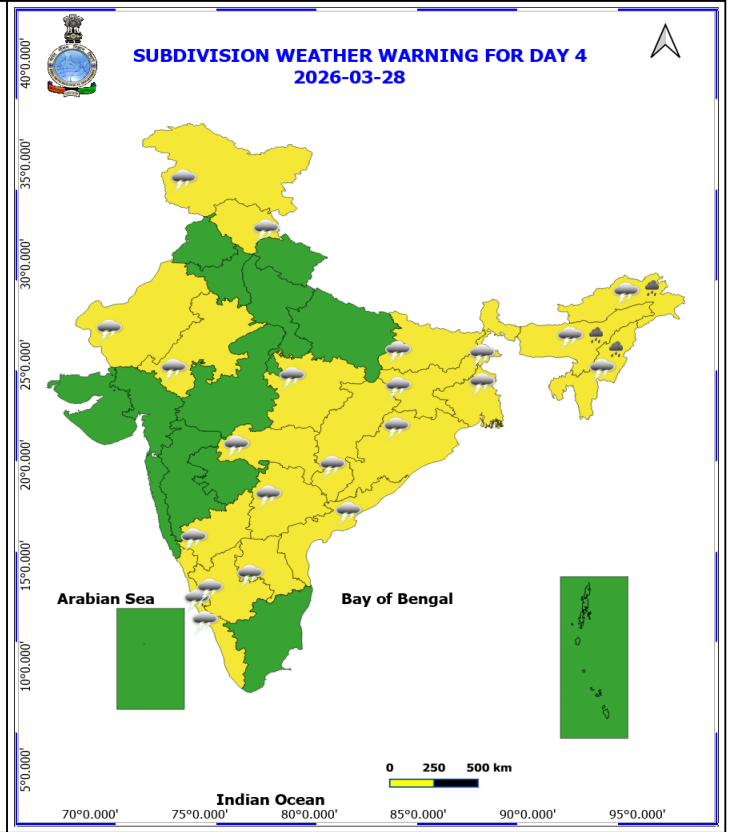 SUBDIVISION WEATHER WARNING FOR DAY 4
2026-03-28
40°0.000'
35°0.000'
30°0.000'
25°0.000'
20°0.000'
15°0.000'
10°0.000'
5°0.000'
Arabian Sea
Bay of Bengal
0 250 500 km
Indian Ocean
70°0.000' 75°0.000' 80°0.000' 85°0.000' 90°0.000' 95°0.000'